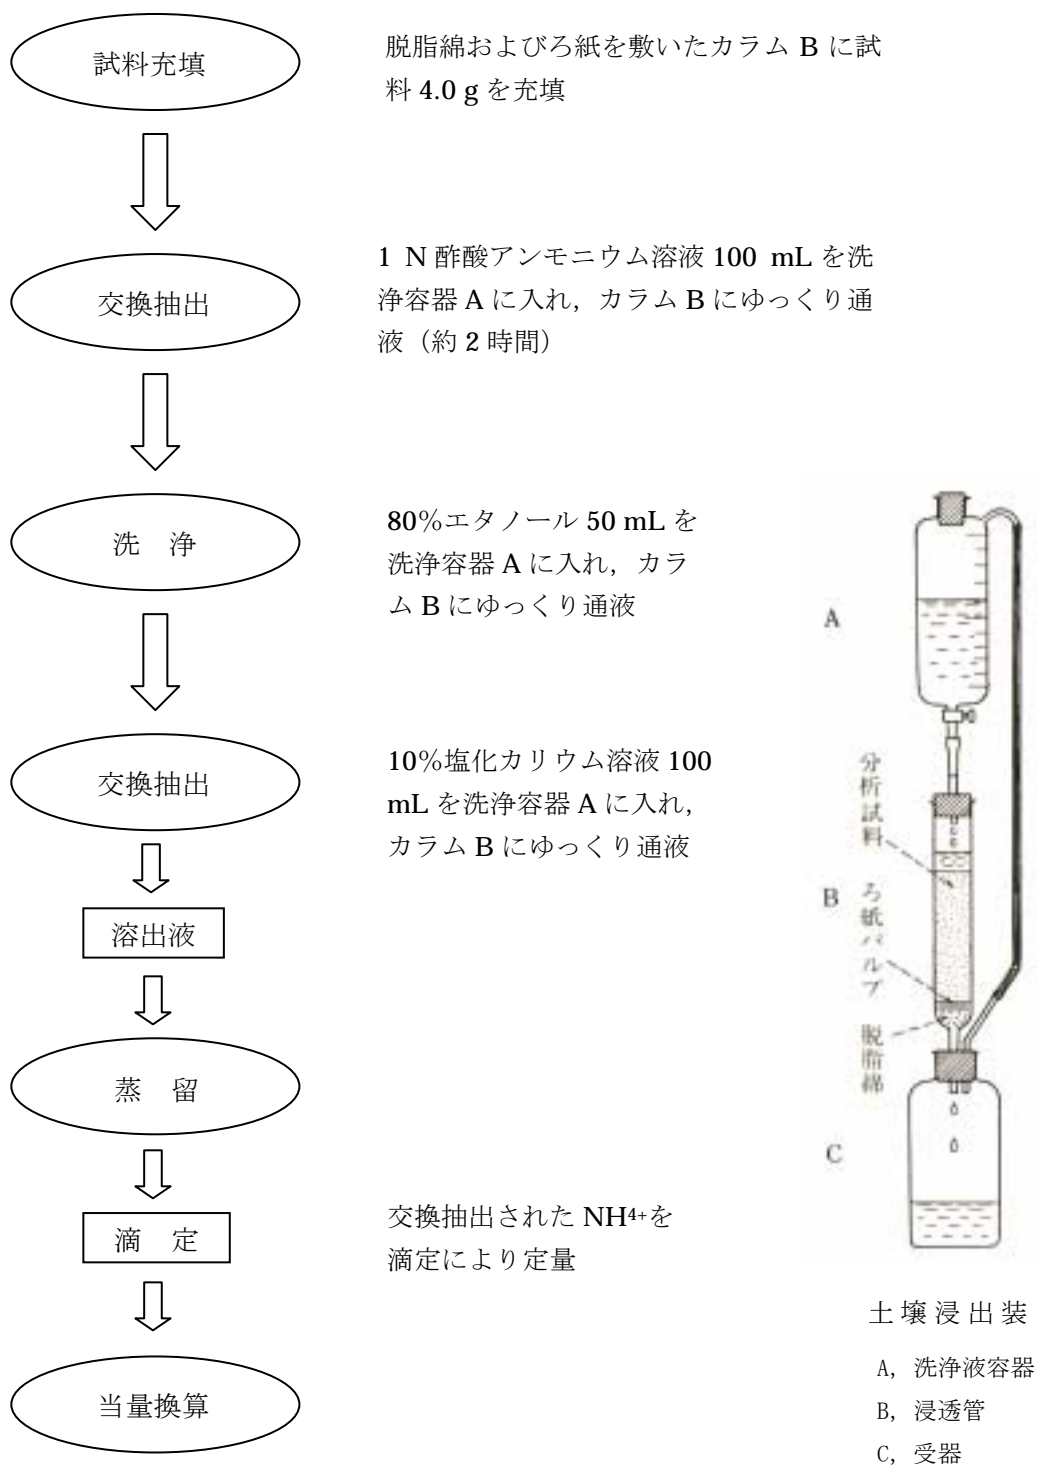 試料充填
脱脂綿およびろ紙を敷いたカラム B に試
料 4.0 g を充填
交換抽出
1 N 酢酸アンモニウム溶液 100 mL を洗
浄容器 A に入れ，カラム B にゆっくり通
液（約 2 時間）
洗　浄
80％エタノール 50 mL を
洗浄容器 A に入れ，カラ
ム B にゆっくり通液
交換抽出
10％塩化カリウム溶液 100
mL を洗浄容器 A に入れ，
カラム B にゆっくり通液
溶出液
蒸　留
滴　定
交換抽出された NH⁴⁺を
滴定により定量
当量換算
A
分析試料
B
ろ紙パルプ
脱脂綿
C
土壌浸出装
A, 洗浄液容器
B, 浸透管
C, 受器